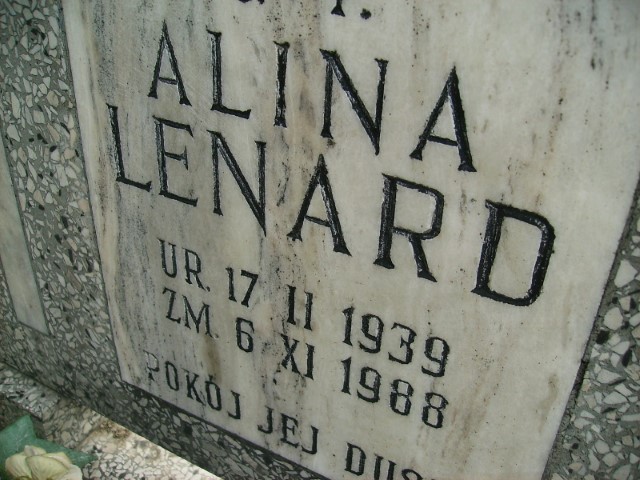 ALINA
LENARD
UR. 17 II 1939
ZM. 6 XI 1988
POKÓJ JEJ